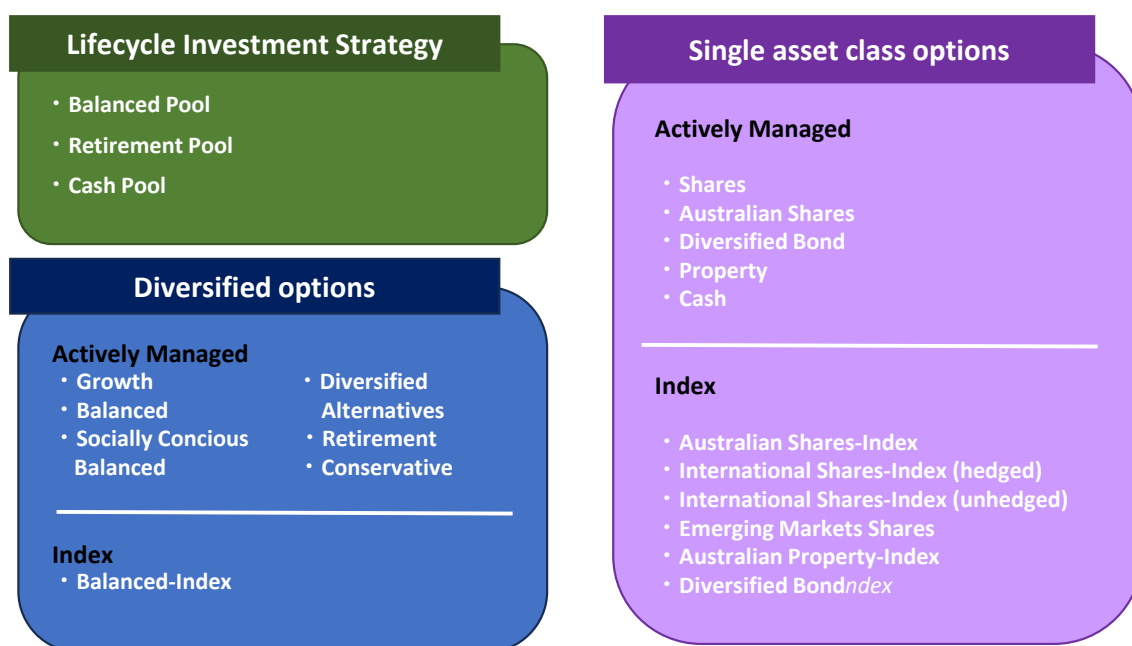 Lifecycle Investment Strategy
· Balanced Pool
· Retirement Pool
· Cash Pool
Diversified options
Actively Managed
· Growth
· Balanced
· Socially Concious
Balanced
· Diversified
Alternatives
· Retirement
· Conservative
Index
· Balanced-Index
Single asset class options
Actively Managed
· Shares
· Australian Shares
· Diversified Bond
· Property
· Cash
Index
· Australian Shares-Index
· International Shares-Index (hedged)
· International Shares-Index (unhedged)
· Emerging Markets Shares
· Australian Property-Index
· Diversified Bondndex